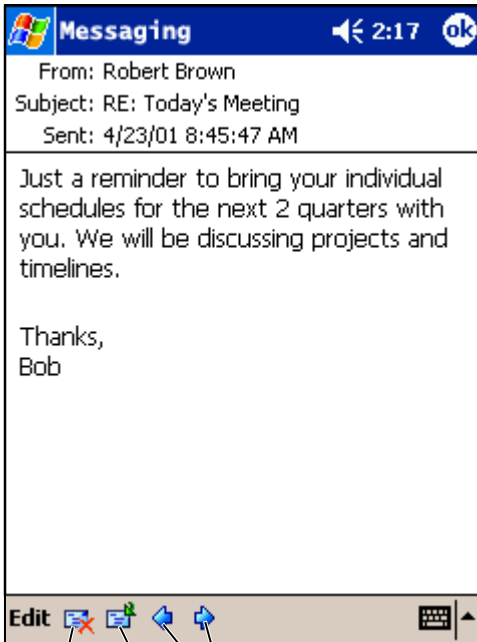 Messaging 2:17 ok
From: Robert Brown
Subject: RE: Today's Meeting
Sent: 4/23/01 8:45:47 AM
Just a reminder to bring your individual
schedules for the next 2 quarters with
you. We will be discussing projects and
timelines.
Thanks,
Bob
Edit